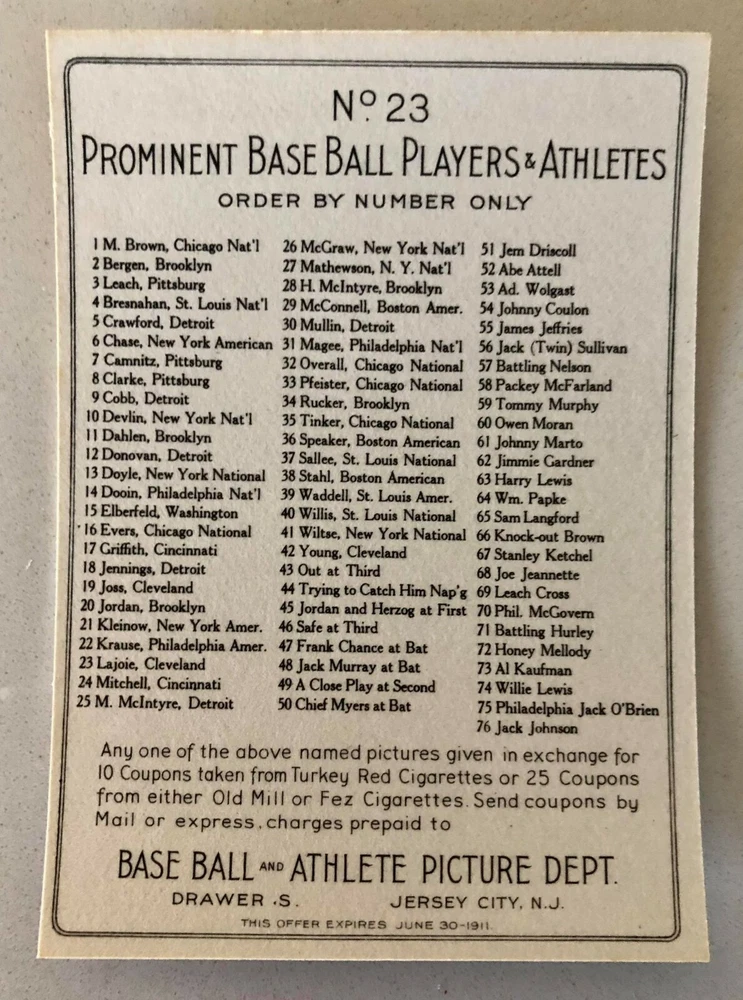 Nº 23
PROMINENT BASE BALL PLAYERS & ATHLETES
ORDER BY NUMBER ONLY
1 M. Brown, Chicago Nat'l
2 Bergen, Brooklyn
3 Leach, Pittsburg
4 Bresnahan, St. Louis Nat'l
5 Crawford, Detroit
6 Chase, New York American
7 Camnitz, Pittsburg
8 Clarke, Pittsburg
9 Cobb, Detroit
10 Devlin, New York Nat'l
11 Dahlen, Brooklyn
12 Donovan, Detroit
13 Doyle, New York National
14 Dooin, Philadelphia Nat'l
15 Elberfeld, Washington
16 Evers, Chicago National
17 Griffith, Cincinnati
18 Jennings, Detroit
19 Joss, Cleveland
20 Jordan, Brooklyn
21 Kleinow, New York Amer.
22 Krause, Philadelphia Amer.
23 Lajoie, Cleveland
24 Mitchell, Cincinnati
25 M. McIntyre, Detroit
26 McGraw, New York Nat'l
27 Mathewson, N. Y. Nat'l
28 H. McIntyre, Brooklyn
29 McConnell, Boston Amer.
30 Mullin, Detroit
31 Magee, Philadelphia Nat'l
32 Overall, Chicago National
33 Pfeister, Chicago National
34 Rucker, Brooklyn
35 Tinker, Chicago National
36 Speaker, Boston American
37 Sallee, St. Louis National
38 Stahl, Boston American
39 Waddell, St. Louis Amer.
40 Willis, St. Louis National
41 Wiltse, New York National
42 Young, Cleveland
43 Out at Third
44 Trying to Catch Him Nap'g
45 Jordan and Herzog at First
46 Safe at Third
47 Frank Chance at Bat
48 Jack Murray at Bat
49 A Close Play at Second
50 Chief Myers at Bat
51 Jem Driscoll
52 Abe Attell
53 Ad. Wolgast
54 Johnny Coulon
55 James Jeffries
56 Jack (Twin) Sullivan
57 Battling Nelson
58 Packey McFarland
59 Tommy Murphy
60 Owen Moran
61 Johnny Marto
62 Jimmie Gardner
63 Harry Lewis
64 Wm. Papke
65 Sam Langford
66 Knock-out Brown
67 Stanley Ketchel
68 Joe Jeannette
69 Leach Cross
70 Phil. McGovern
71 Battling Hurley
72 Honey Mellody
73 Al Kaufman
74 Willie Lewis
75 Philadelphia Jack O'Brien
76 Jack Johnson
Any one of the above named pictures given in exchange for
10 Coupons taken from Turkey Red Cigarettes or 25 Coupons
from either Old Mill or Fez Cigarettes. Send coupons by
Mail or express, charges prepaid to
BASE BALL AND ATHLETE PICTURE DEPT.
DRAWER .S. JERSEY CITY, N.J.
THIS OFFER EXPIRES JUNE 30-1911.